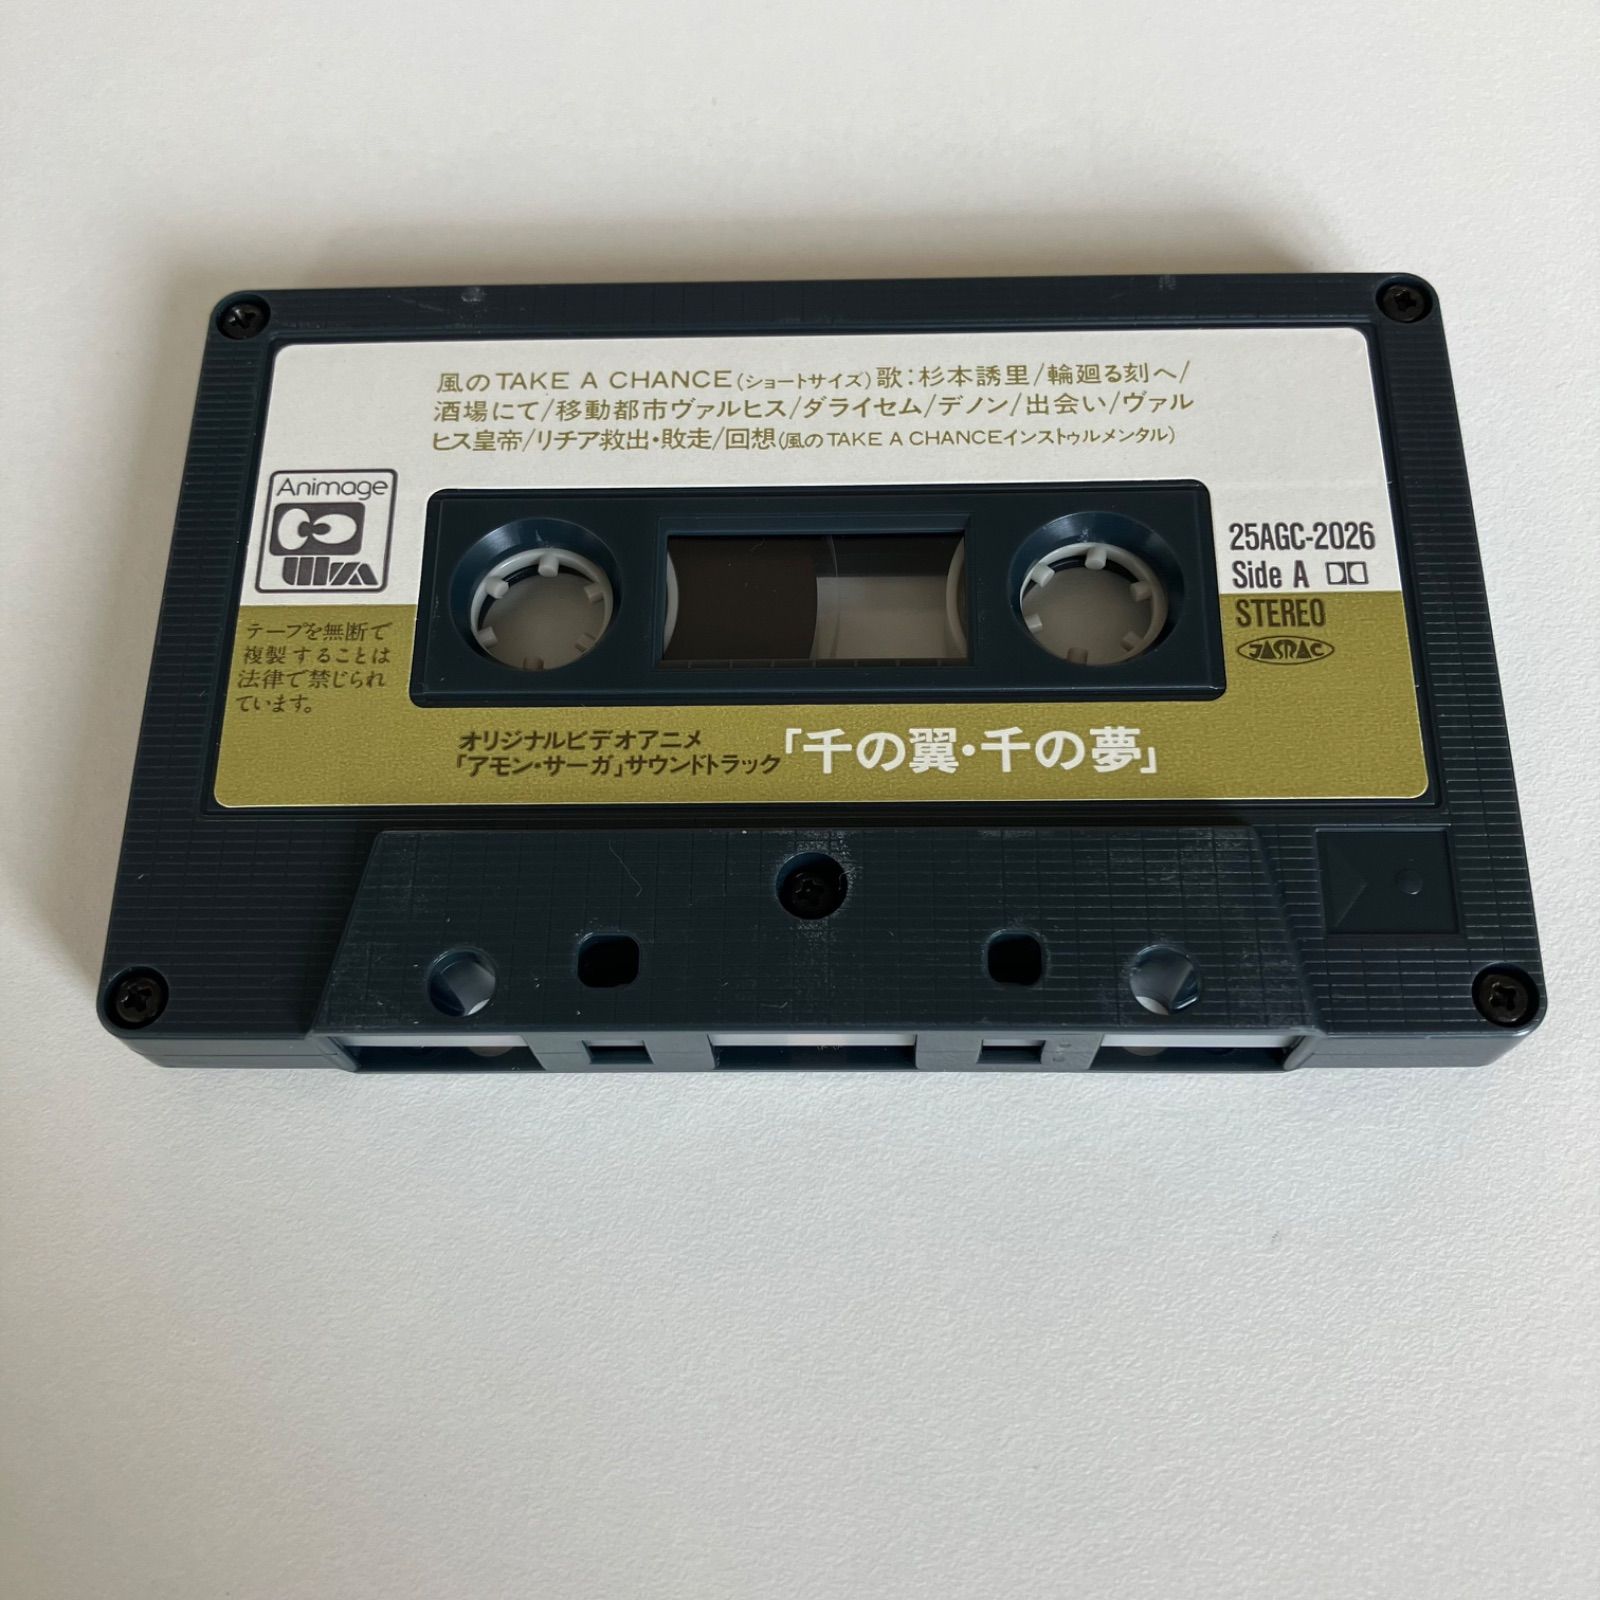 風のTAKE A CHANCE(ショートサイズ)歌:杉本誘里/輪廻る刻へ/
酒場にて/移動都市ヴァルヒス/ダライセム/デノン/出会い/ヴァル
ヒス皇帝/リチア救出・敗走/回想(風のTAKE A CHANCEインストゥルメンタル)
Animage
25AGC-2026
Side A
STEREO
JASRAC
テープを無断で
複製することは
法律で禁じられ
ています。
オリジナルビデオアニメ
「アモン・サーガ」サウンドトラック「千の翼・千の夢」